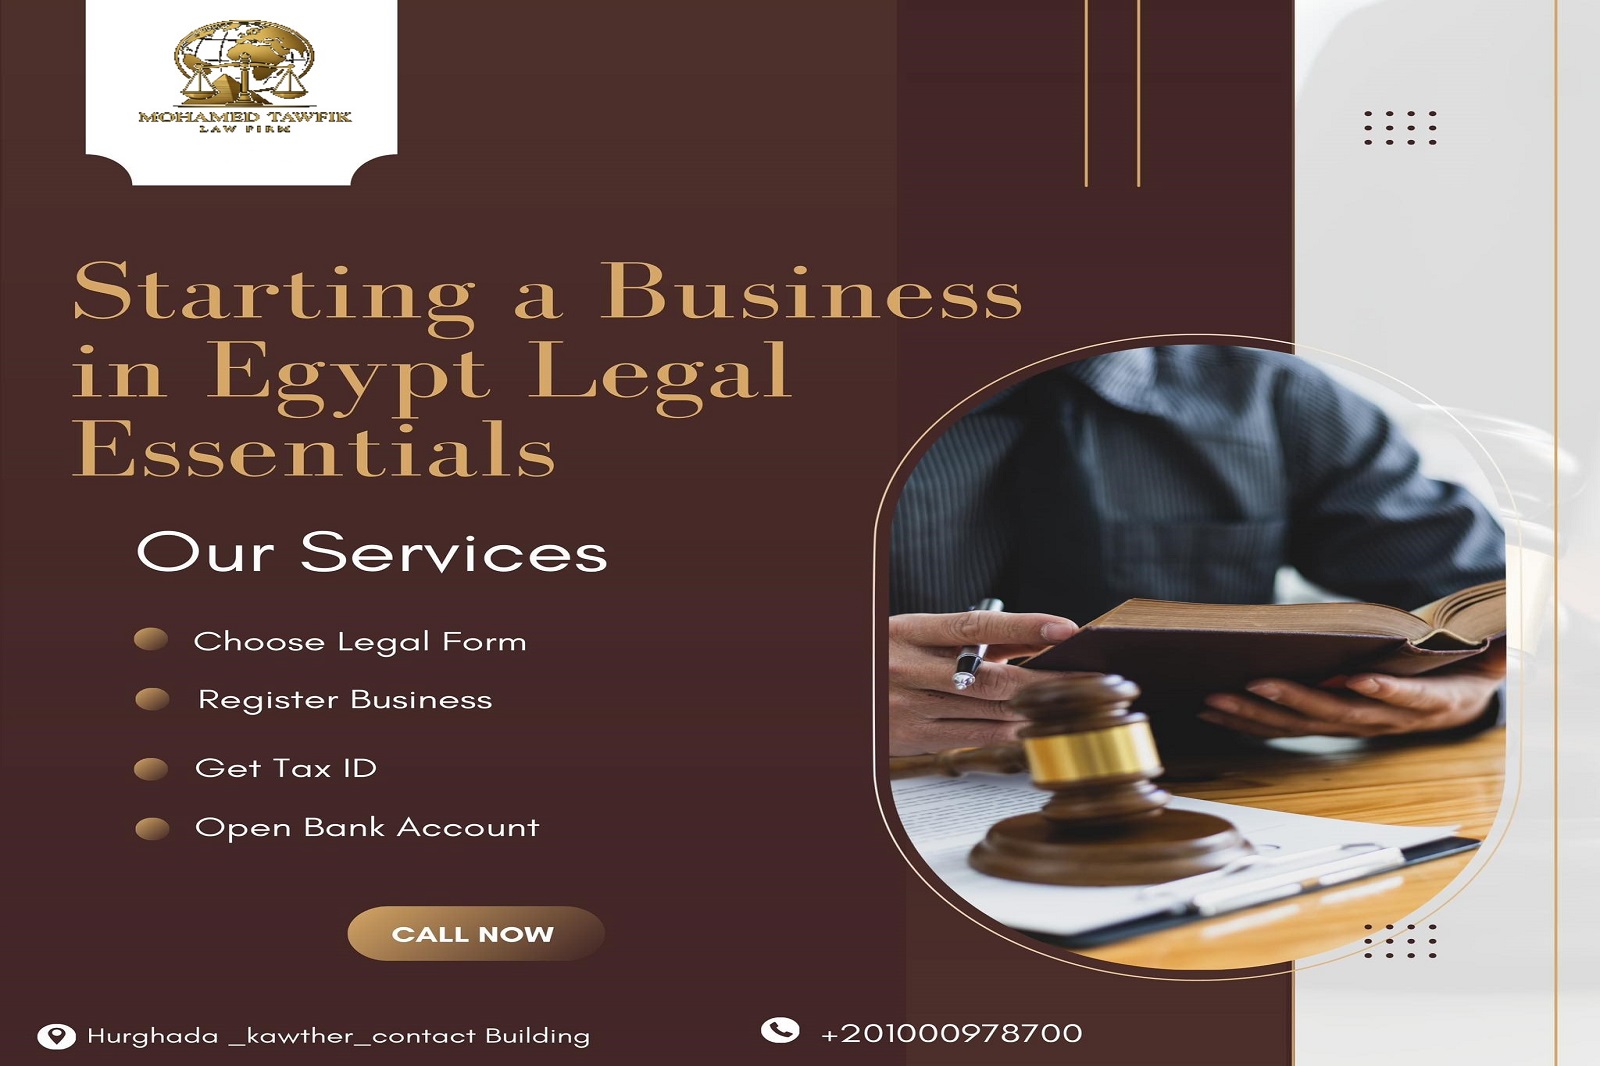 MOHAMED TAWFIK
LAW FIRM
Starting a Business
in Egypt Legal
Essentials
Our Services
Choose Legal Form
Register Business
Get Tax ID
Open Bank Account
CALL NOW
Hurghada _kawther_contact Building
+201000978700